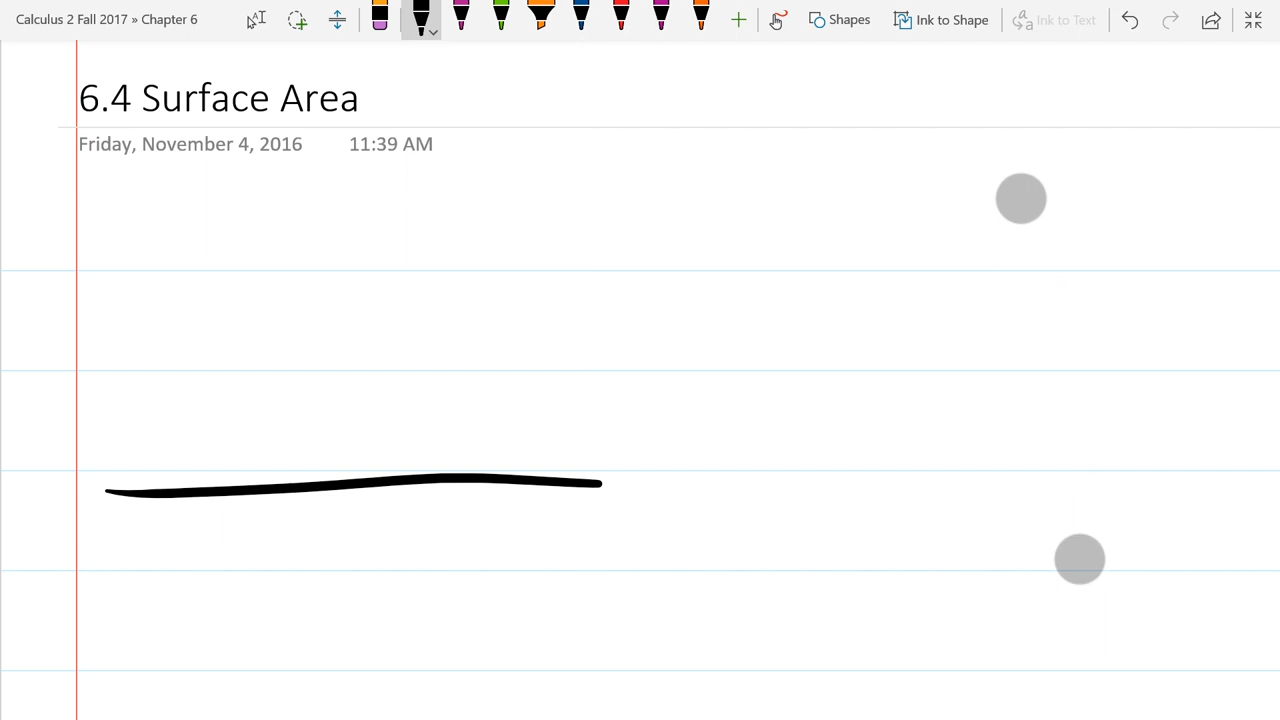 Calculus 2 Fall 2017 » Chapter 6
Shapes
Ink to Shape
Ink to Text
6.4 Surface Area
Friday, November 4, 2016 11:39 AM